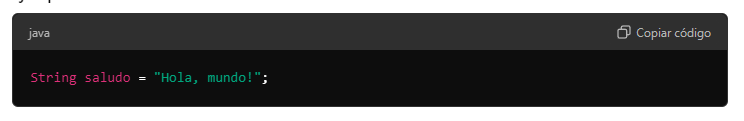 java
Copiar código
String saludo = "Hola, mundo!";